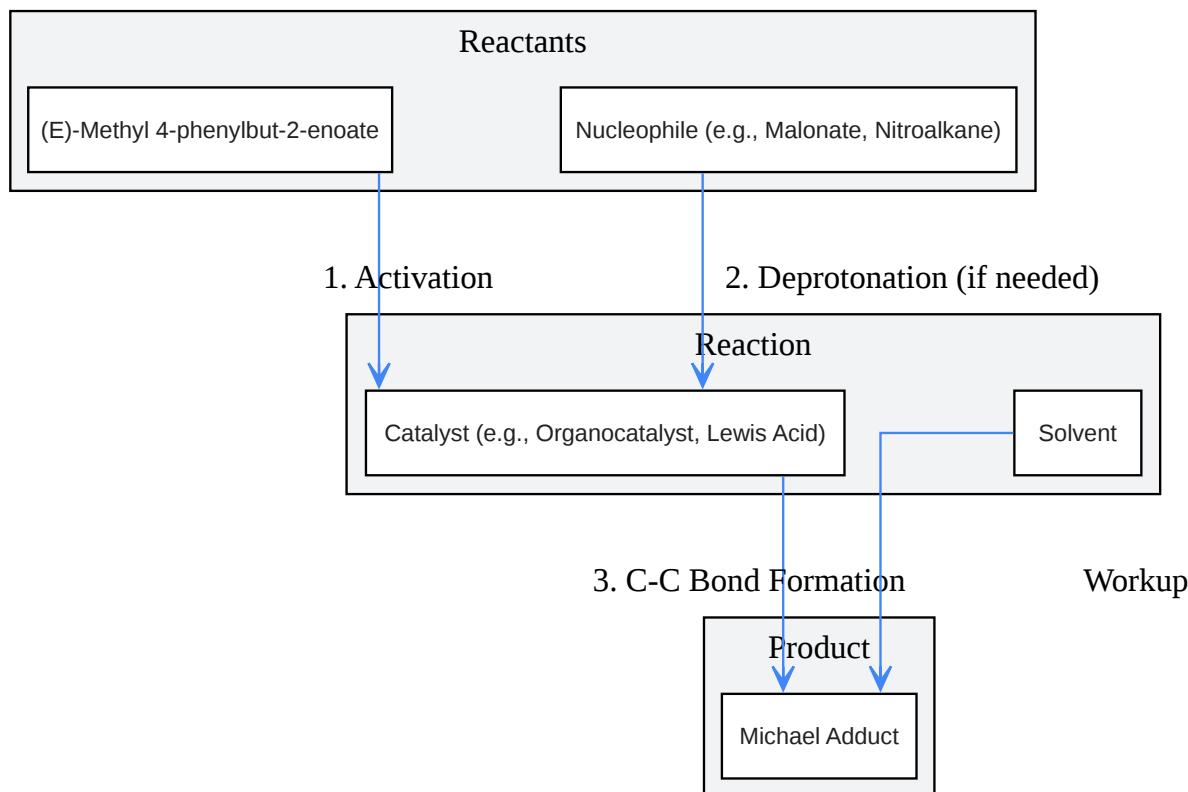 Reactants
(E)-Methyl 4-phenylbut-2-enoate
Nucleophile (e.g., Malonate, Nitroalkane)
1. Activation
2. Deprotonation (if needed)
Reaction
Catalyst (e.g., Organocatalyst, Lewis Acid)
Solvent
3. C-C Bond Formation
Workup
Product
Michael Adduct